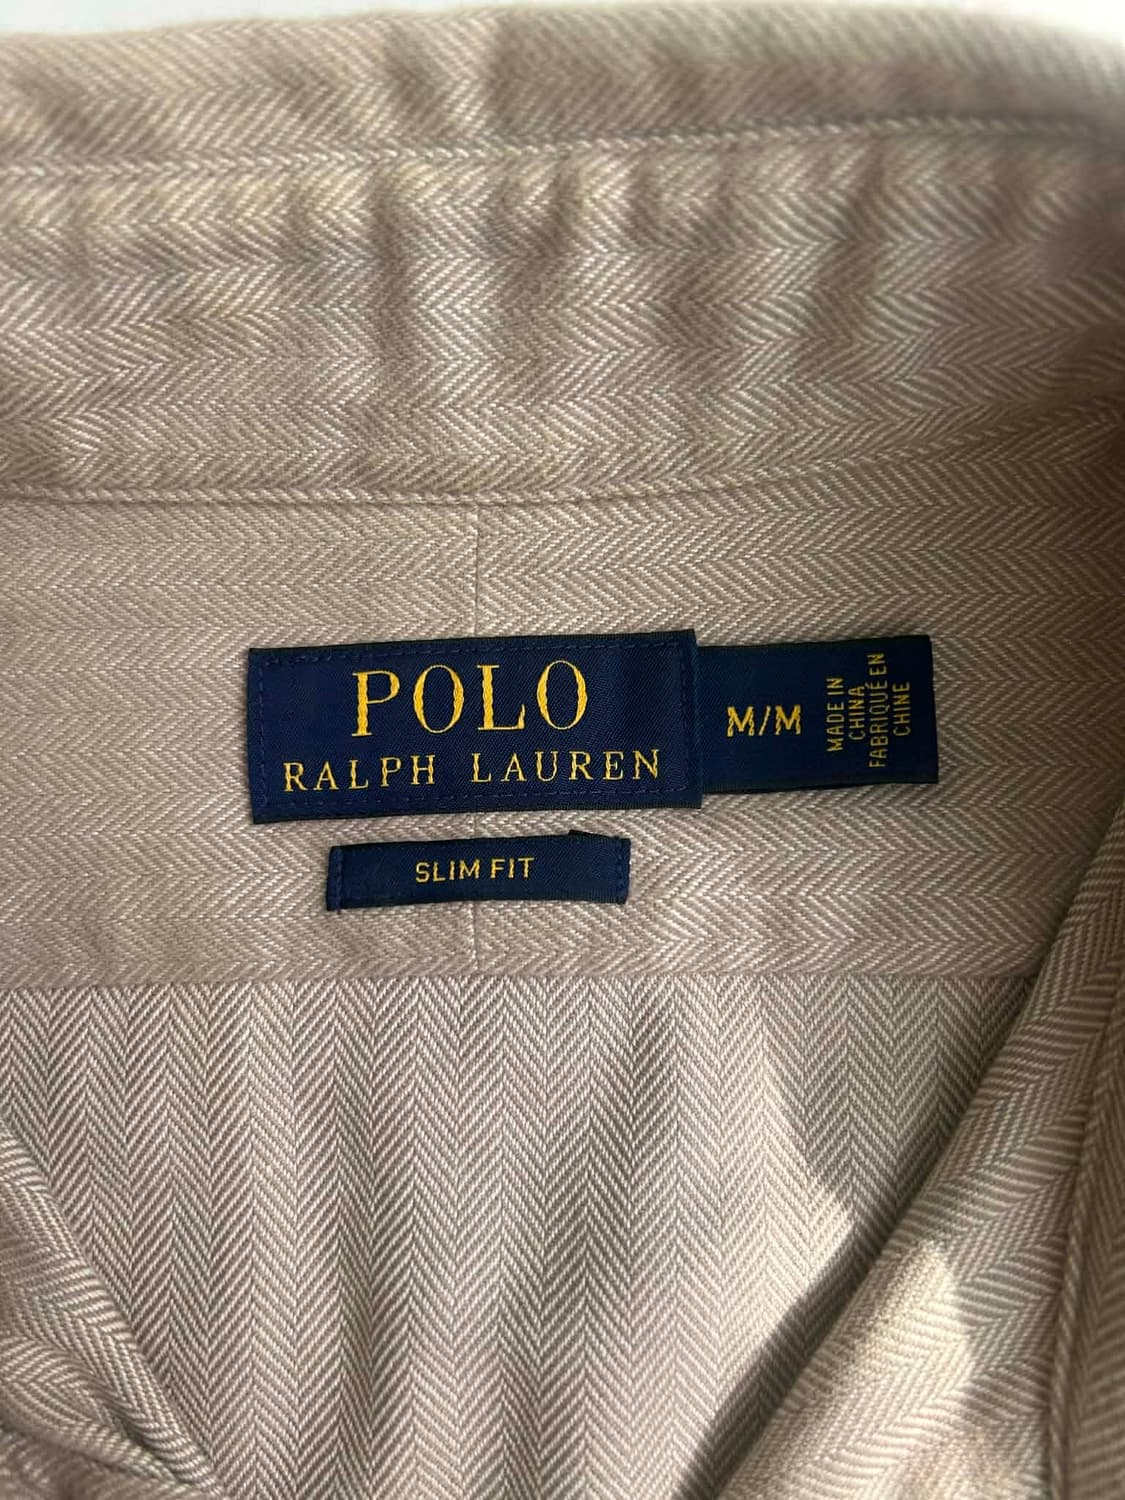 POLO
RALPH LAUREN
M/M
MADE IN
CHINA
FABRIQUÉ EN
CHINE
SLIM FIT